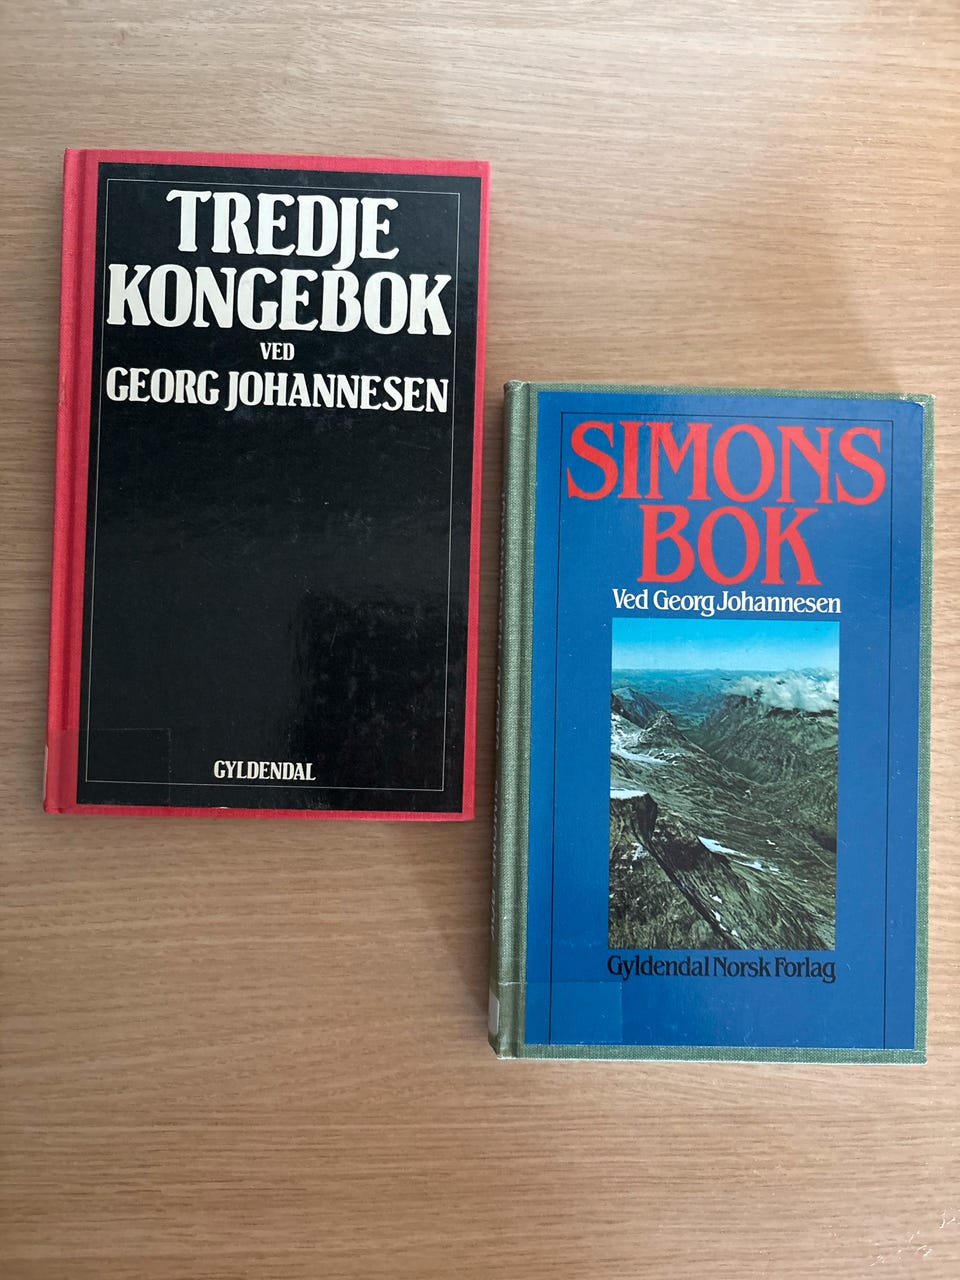 TREDJE
KONGEBOK
VED
GEORG JOHANNESEN
GYLDENDAL
SIMONS
BOK
Ved Georg Johannesen
Gyldendal Norsk Forlag